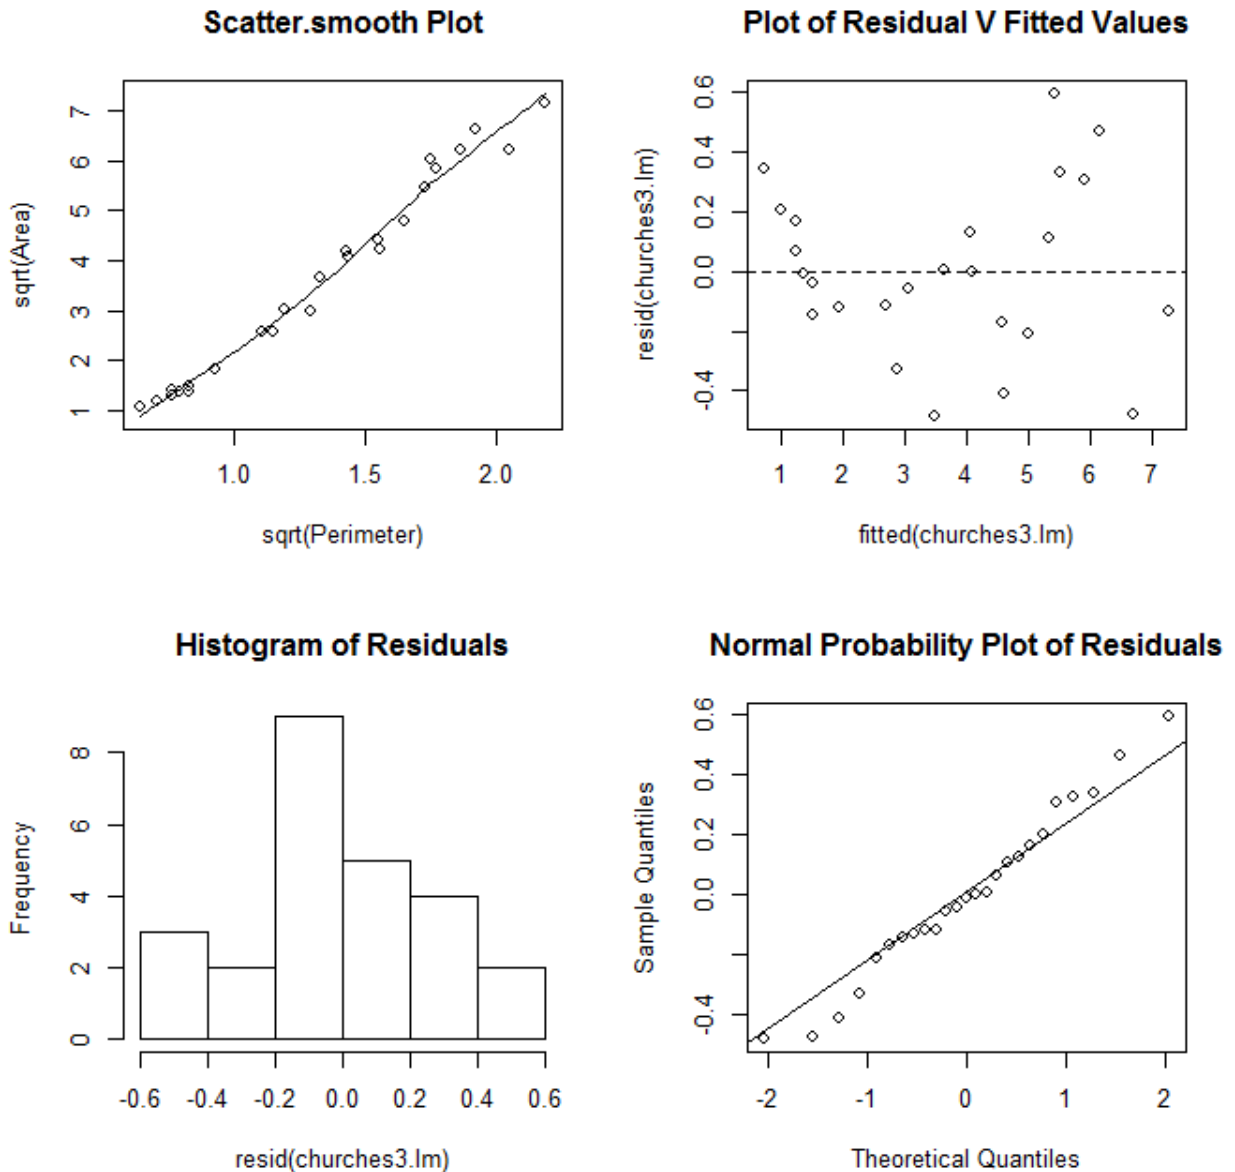 Scatter.smooth Plot
sqrt(Area)
1 2 3 4 5 6 7
1.0 1.5 2.0
sqrt(Perimeter)
Plot of Residual V Fitted Values
resid(churches3.lm)
-0.4 0.0 0.2 0.4 0.6
1 2 3 4 5 6 7
fitted(churches3.lm)
Histogram of Residuals
Frequency
0 2 4 6 8
-0.6 -0.4 -0.2 0.0 0.2 0.4 0.6
resid(churches3.lm)
Normal Probability Plot of Residuals
Sample Quantiles
-0.4 0.0 0.2 0.4 0.6
-2 -1 0 1 2
Theoretical Quantiles